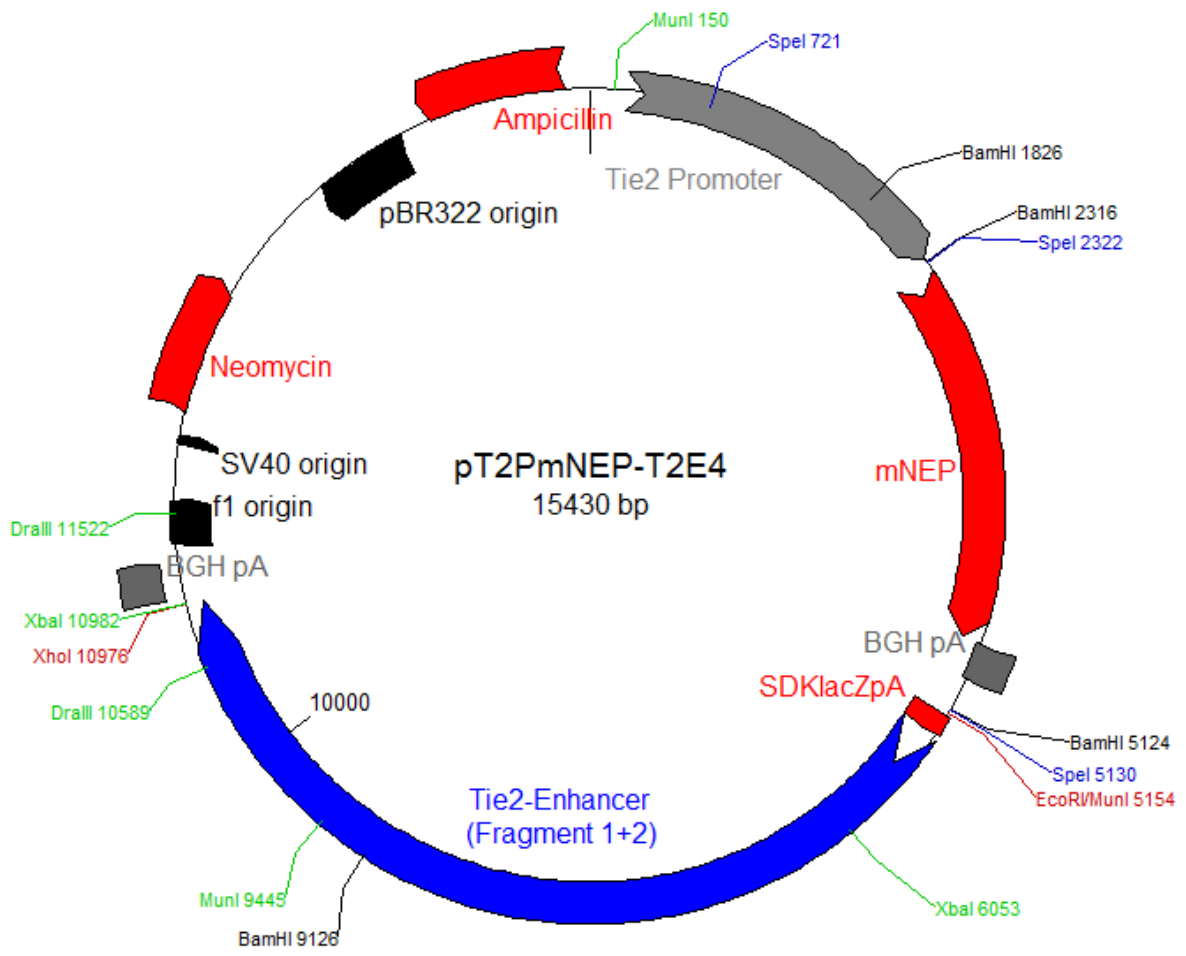 MunI 150
SpeI 721
Ampicillin
BamHI 1826
Tie2 Promoter
pBR322 origin
BamHI 2316
SpeI 2322
Neomycin
SV40 origin
pT2PmNEP-T2E4
mNEP
15430 bp
f1 origin
DraIII 11522
BGH pA
XbaI 10982
BGH pA
XhoI 10976
SDKlacZpA
10000
DraIII 10589
BamHI 5124
SpeI 5130
EcoRI/MunI 5154
Tie2-Enhancer
(Fragment 1+2)
MunI 9445
XbaI 6053
BamHI 9126